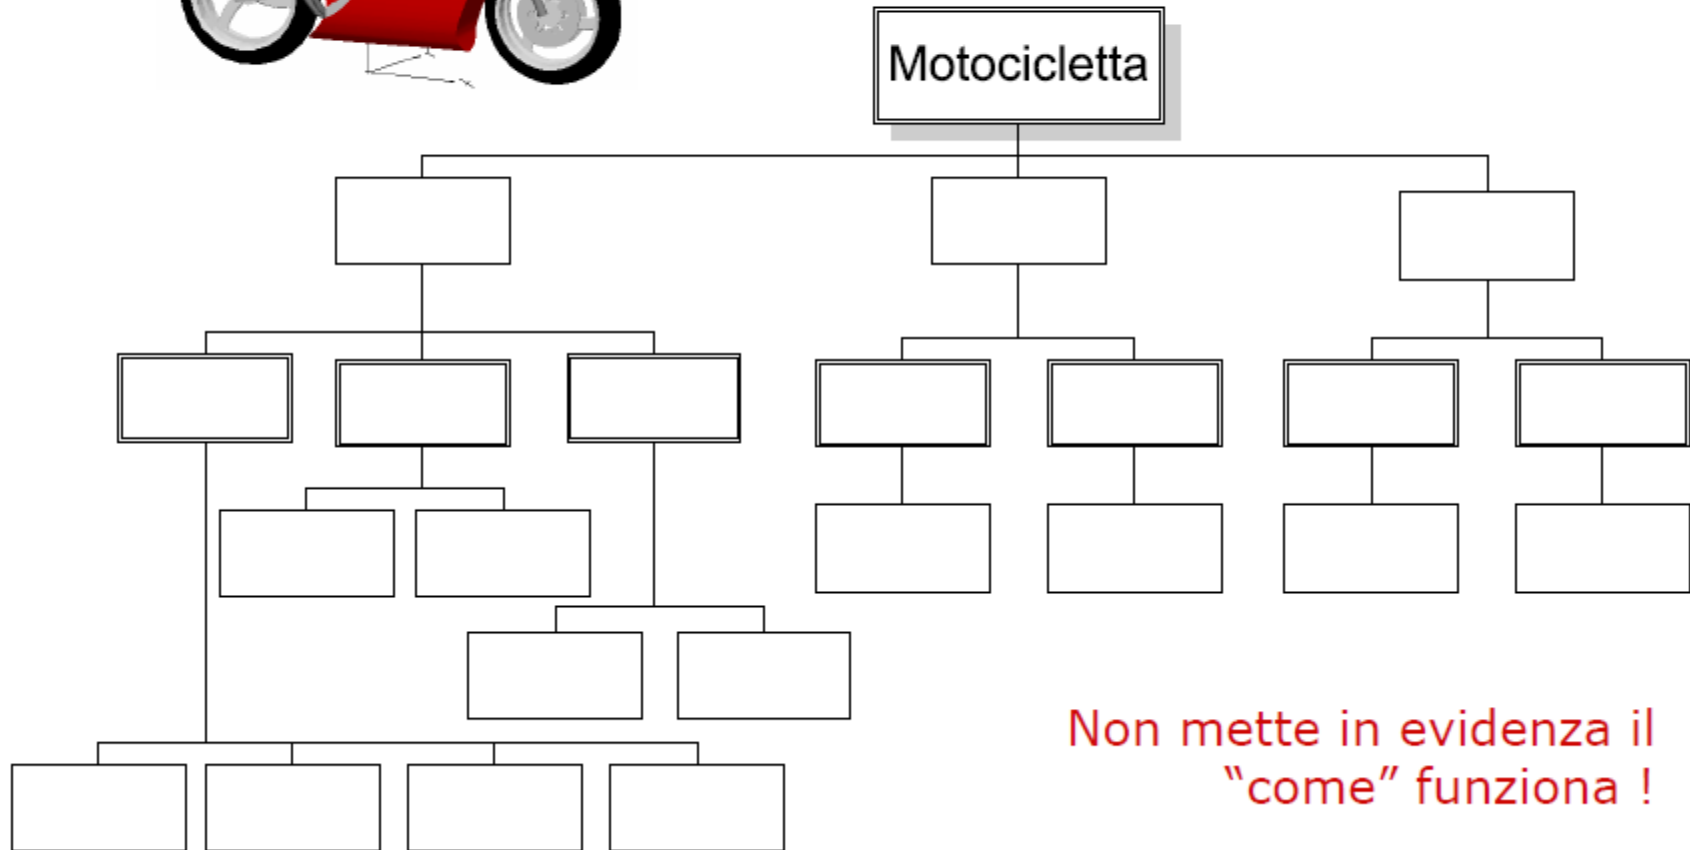 Motocicletta
Non mette in evidenza il
“come” funziona !